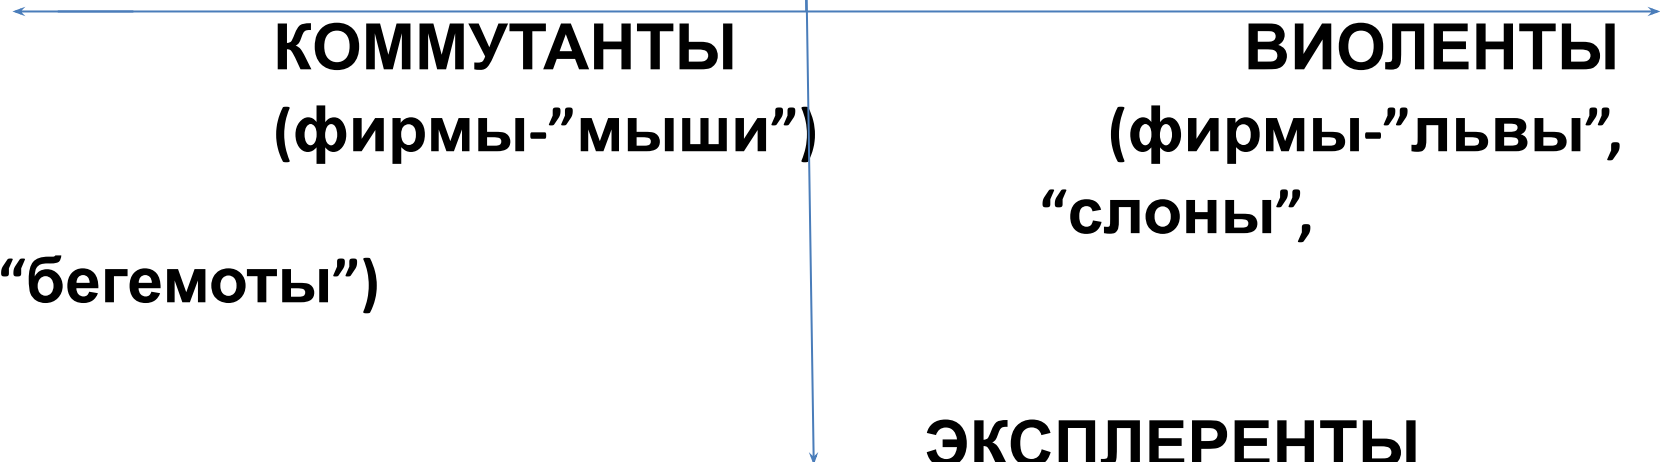 КОММУТАНТЫ ВИОЛЕНТЫ
(фирмы-”мыши”) (фирмы-”львы”,
“слоны”,
“бегемоты”)
ЭКСПЛЕРЕНТЫ